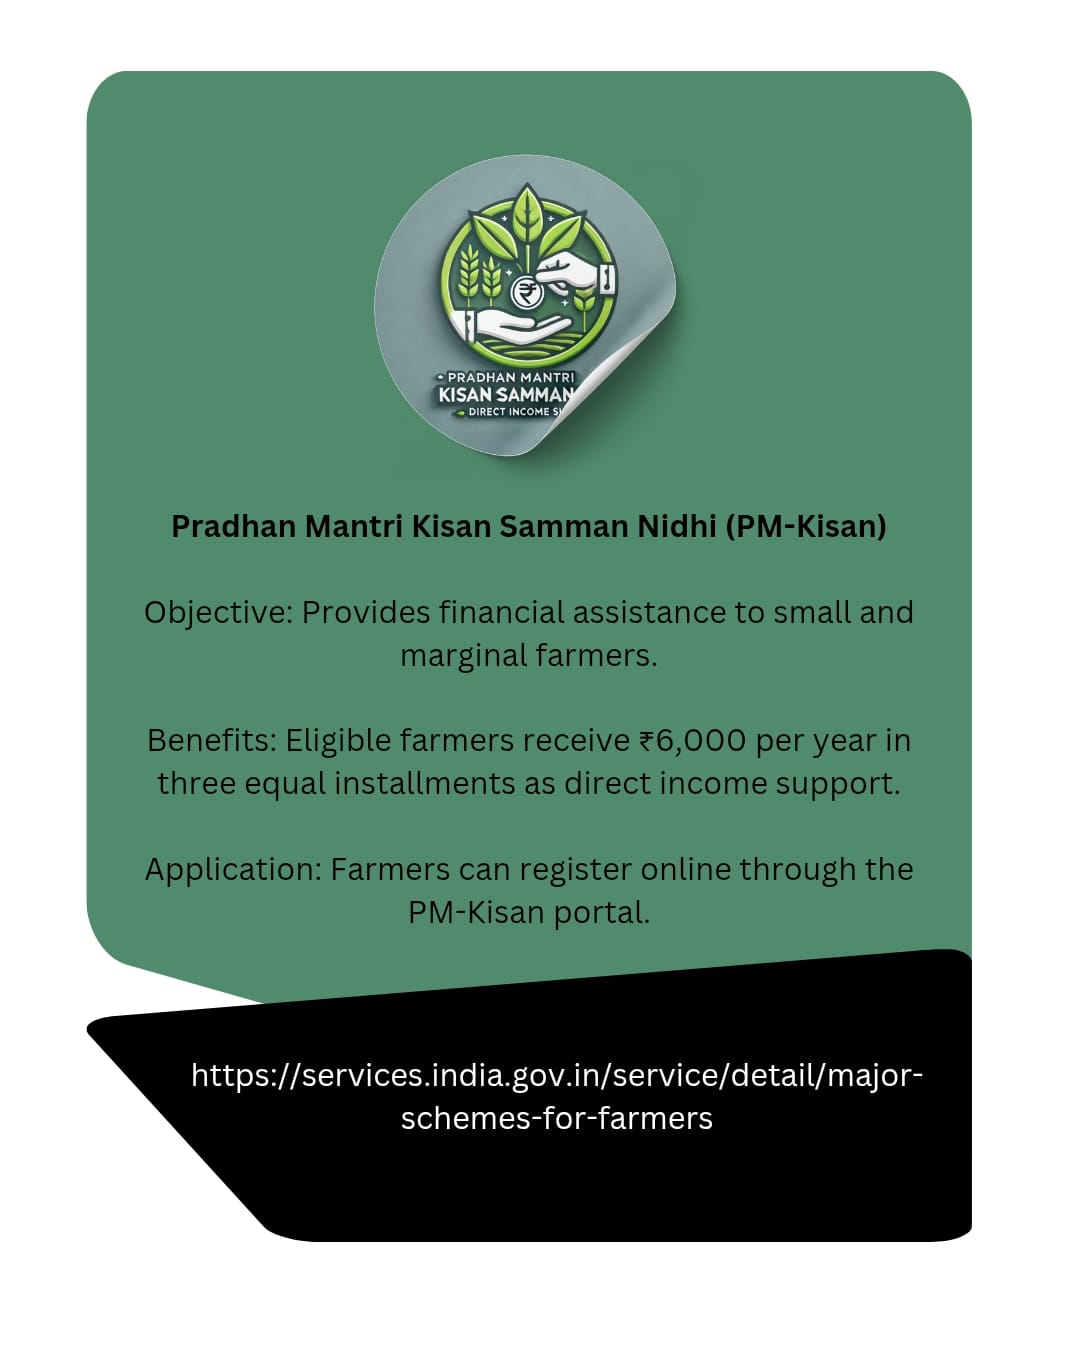 PRADHAN MANTRI
KISAN SAMMAN
DIRECT INCOME
Pradhan Mantri Kisan Samman Nidhi (PM-Kisan)
Objective: Provides financial assistance to small and
marginal farmers.
Benefits: Eligible farmers receive ₹6,000 per year in
three equal installments as direct income support.
Application: Farmers can register online through the
PM-Kisan portal.
https://services.india.gov.in/service/detail/major-
schemes-for-farmers